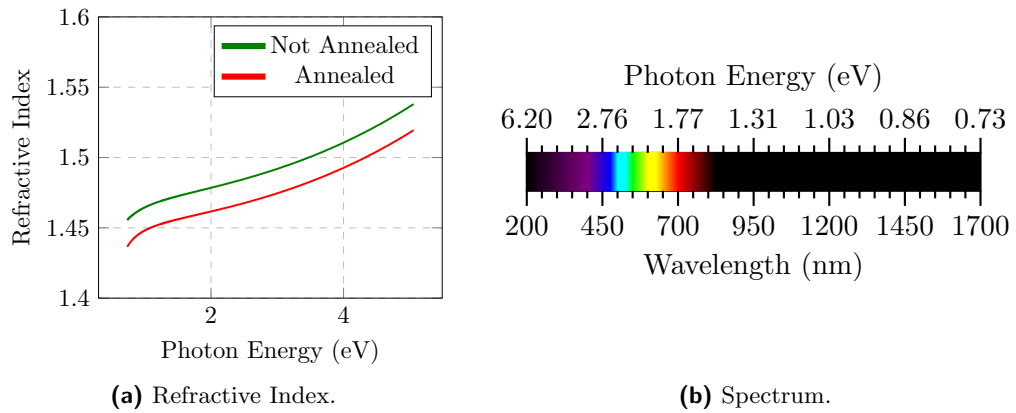 1.6
1.55
1.5
1.45
1.4
Refractive Index
Not Annealed
Annealed
2 4
Photon Energy (eV)
(a) Refractive Index.
Photon Energy (eV)
6.20 2.76 1.77 1.31 1.03 0.86 0.73
200 450 700 950 1200 1450 1700
Wavelength (nm)
(b) Spectrum.